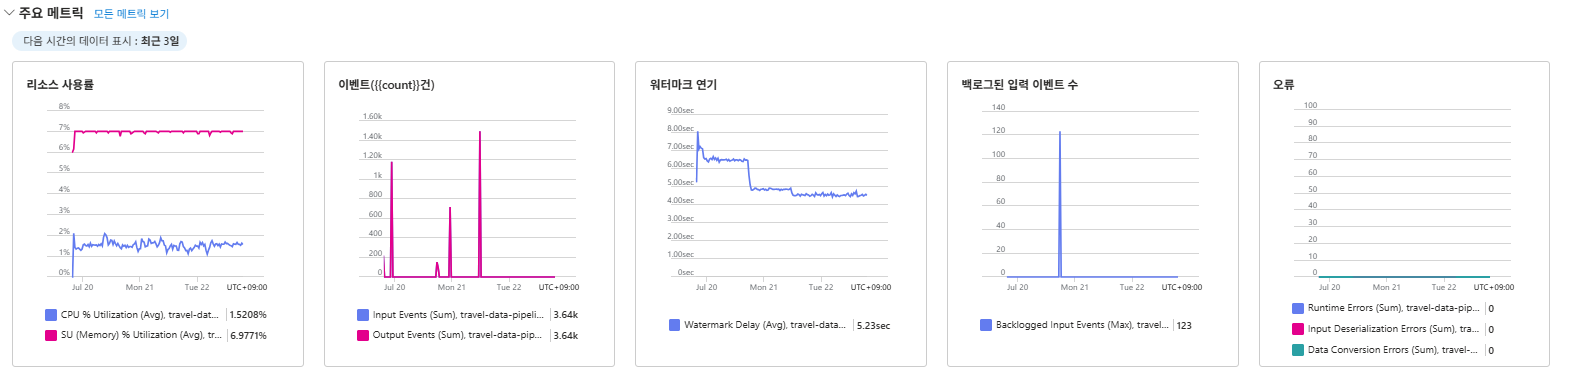 주요 메트릭 모든 메트릭 보기
다음 시간의 데이터 표시 : 최근 3일
리소스 사용률
8%
7%
6%
5%
4%
3%
2%
1%
0%
Jul 20 Mon 21 Tue 22 UTC+09:00
CPU % Utilization (Avg), travel-dat... 1.5208%
SU (Memory) % Utilization (Avg), tr... 6.9771%
이벤트({{count}}건)
1.60k
1.40k
1.20k
1k
800
600
400
200
0
Jul 20 Mon 21 Tue 22 UTC+09:00
Input Events (Sum), travel-data-pipeli... 3.64k
Output Events (Sum), travel-data-pip... 3.64k
워터마크 연기
9.00sec
8.00sec
7.00sec
6.00sec
5.00sec
4.00sec
3.00sec
2.00sec
1.00sec
0sec
Jul 20 Mon 21 Tue 22 UTC+09:00
Watermark Delay (Avg), travel-data... 5.23sec
백로그된 입력 이벤트 수
140
120
100
80
60
40
20
0
Jul 20 Mon 21 Tue 22 UTC+09:00
Backlogged Input Events (Max), travel... 123
오류
100
90
80
70
60
50
40
30
20
10
0
Jul 20 Mon 21 Tue 22 UTC+09:00
Runtime Errors (Sum), travel-data-pip... 0
Input Deserialization Errors (Sum), tra... 0
Data Conversion Errors (Sum), travel-... 0